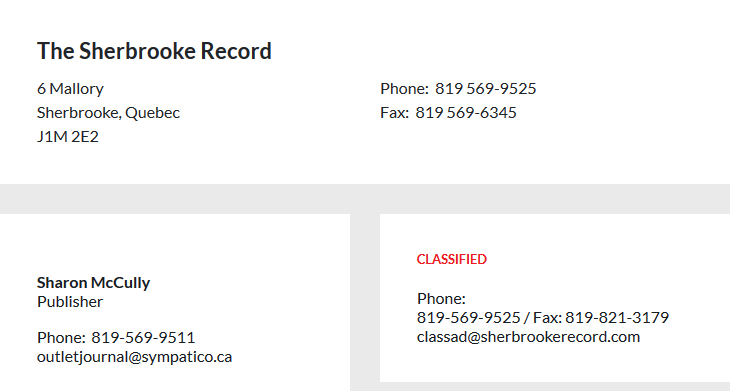 The Sherbrooke Record
6 Mallory
Sherbrooke, Quebec
J1M 2E2
Phone: 819 569-9525
Fax: 819 569-6345
Sharon McCully
Publisher
Phone: 819-569-9511
outletjournal@sympatico.ca
CLASSIFIED
Phone:
819-569-9525 / Fax: 819-821-3179
classad@sherbrookerecord.com